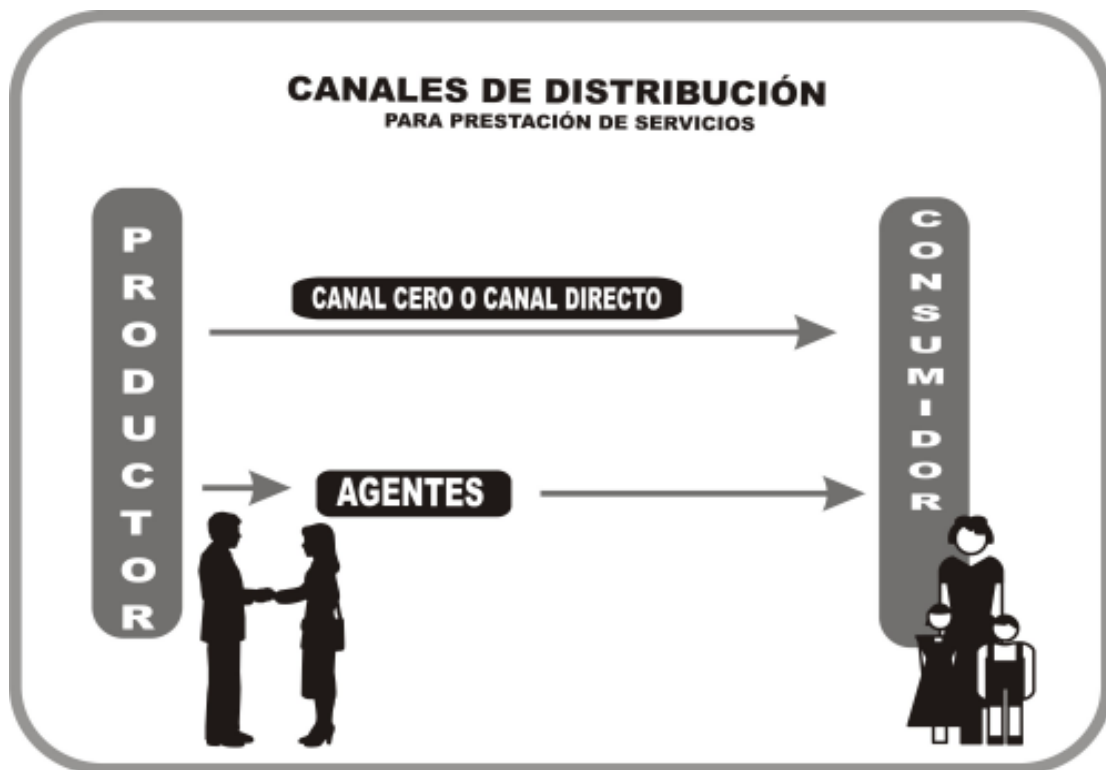 CANALES DE DISTRIBUCIÓN
PARA PRESTACIÓN DE SERVICIOS
PRODUCTOR
CANAL CERO O CANAL DIRECTO
AGENTES
CONSUMIDOR